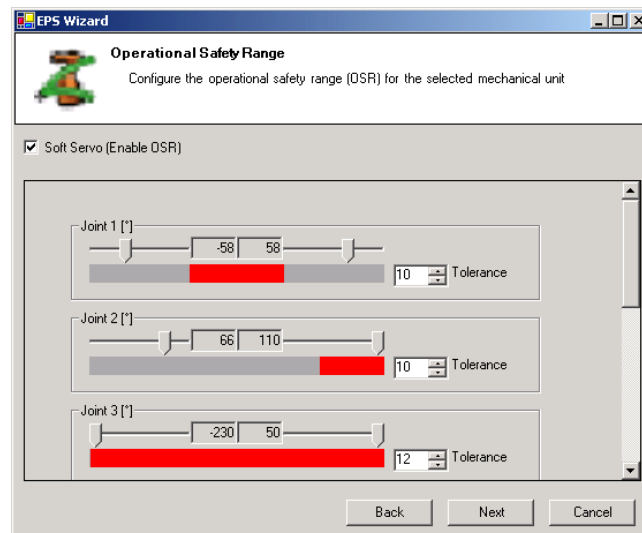 EPS Wizard
Operational Safety Range
Configure the operational safety range (OSR) for the selected mechanical unit
Soft Servo (Enable OSR)
Joint 1 [°]
-58 58
10 Tolerance
Joint 2 [°]
66 110
10 Tolerance
Joint 3 [°]
-230 50
12 Tolerance
Back Next Cancel